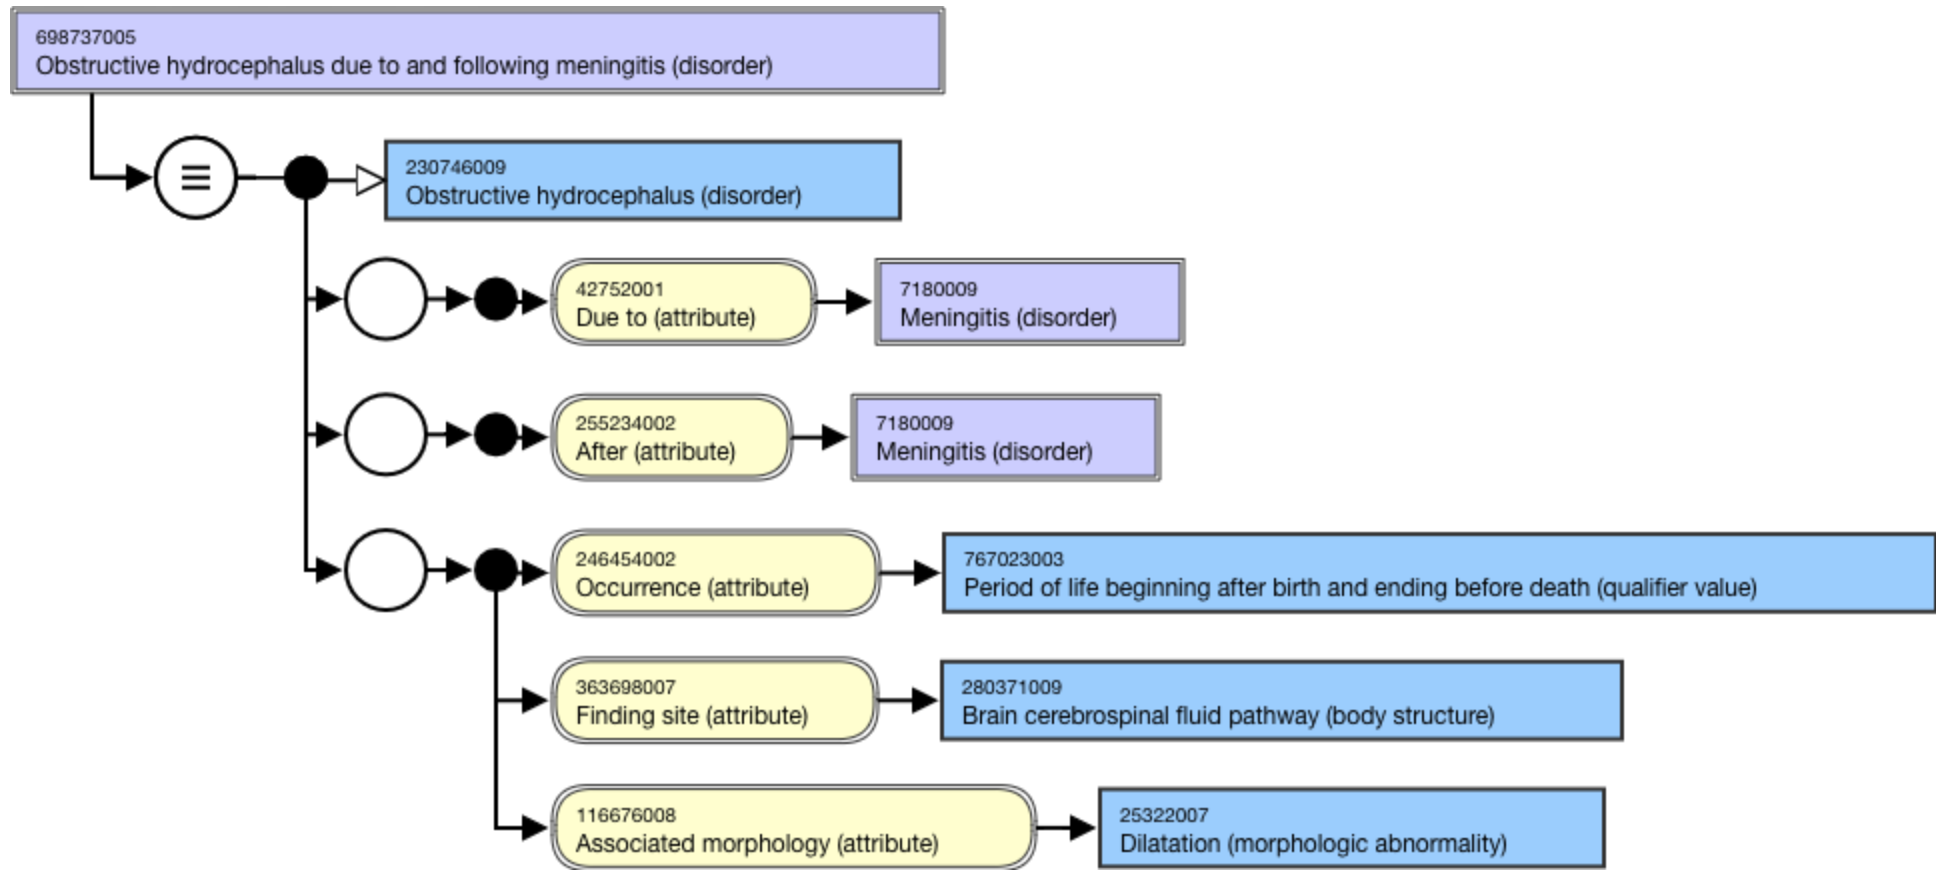 698737005
Obstructive hydrocephalus due to and following meningitis (disorder)
230746009
Obstructive hydrocephalus (disorder)
42752001
Due to (attribute)
7180009
Meningitis (disorder)
255234002
After (attribute)
7180009
Meningitis (disorder)
246454002
Occurrence (attribute)
767023003
Period of life beginning after birth and ending before death (qualifier value)
363698007
Finding site (attribute)
280371009
Brain cerebrospinal fluid pathway (body structure)
116676008
Associated morphology (attribute)
25322007
Dilatation (morphologic abnormality)